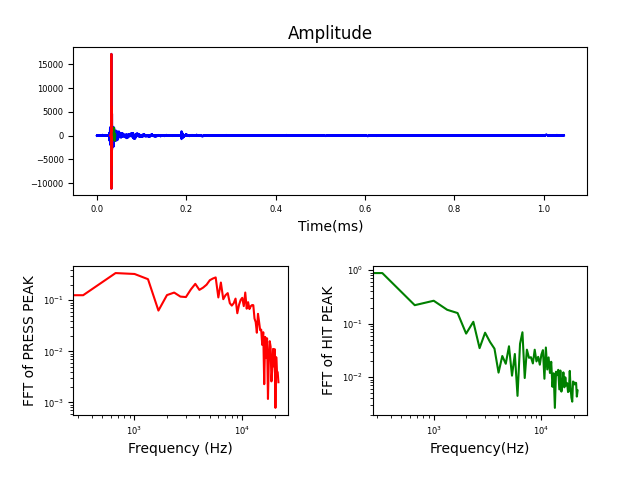 Amplitude
15000
10000
5000
0
−5000
−10000
0.0 0.2 0.4 0.6 0.8 1.0
Time(ms)
FFT of PRESS PEAK
10⁻¹
10⁻²
10⁻³
10³ 10⁴
Frequency (Hz)
FFT of HIT PEAK
10⁰
10⁻¹
10⁻²
10³ 10⁴
Frequency(Hz)